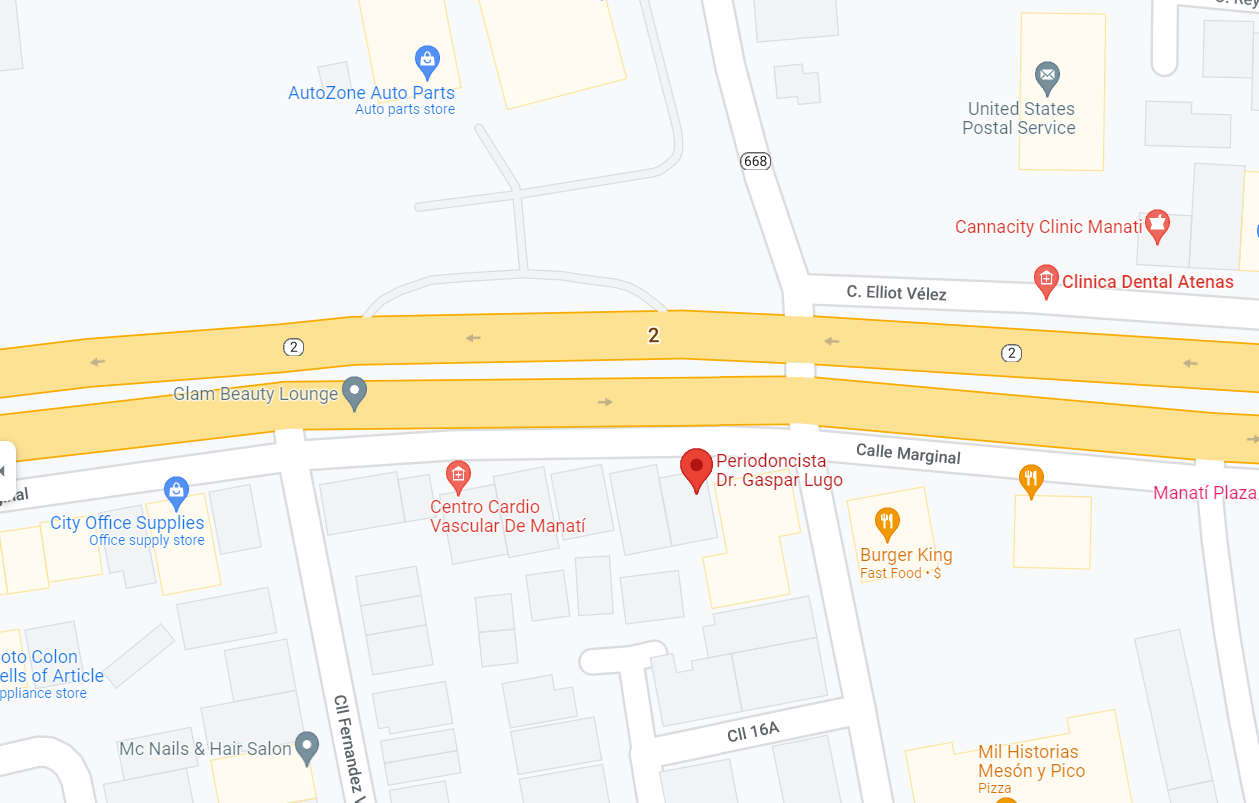 C. Rey
AutoZone Auto Parts
Auto parts store
United States
Postal Service
668
Cannacity Clinic Manati
Clinica Dental Atenas
C. Elliot Vélez
2
2
2
Glam Beauty Lounge
Calle Marginal
Periodoncista
Dr. Gaspar Lugo
ginal
Centro Cardio
Vascular De Manatí
City Office Supplies
Office supply store
Manatí Plaza
Burger King
Fast Food • $
oto Colon
ells of Article
ppliance store
Cll Fernandez V
Cll 16A
Mc Nails & Hair Salon
Mil Historias
Mesón y Pico
Pizza